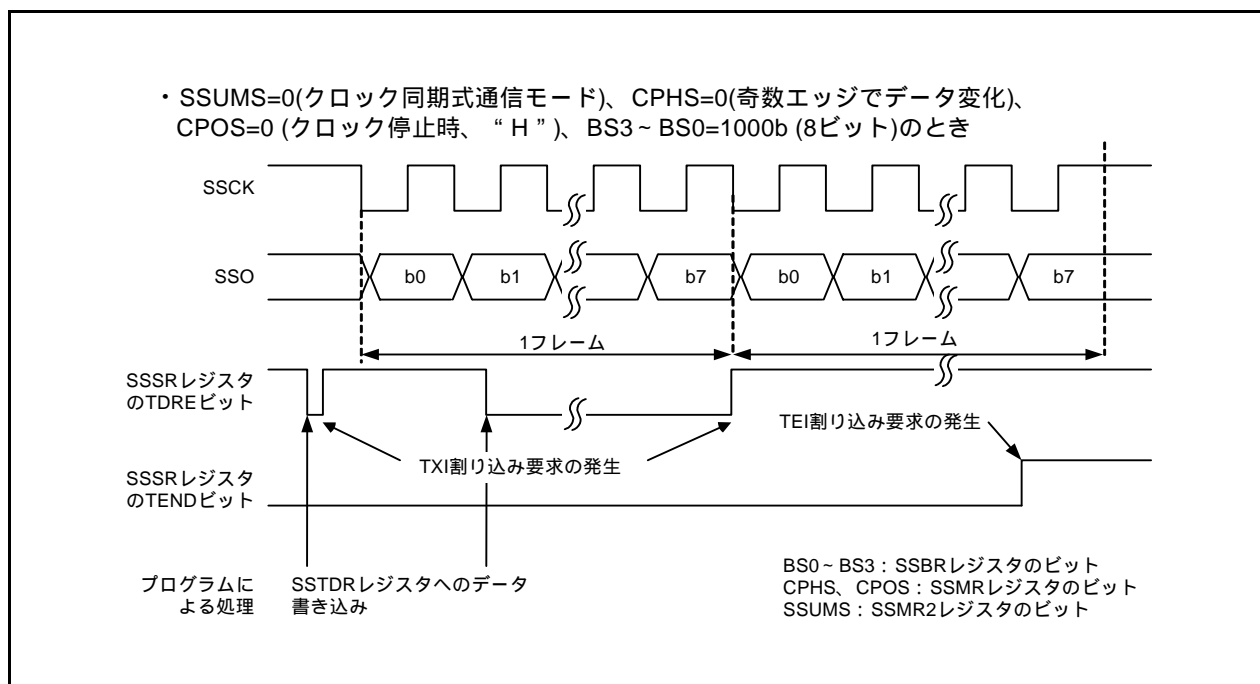 ・SSUMS=0(クロック同期式通信モード)、CPHS=0(奇数エッジでデータ変化)、
CPOS=0 (クロック停止時、“H”)、BS3～BS0=1000b (8ビット)のとき
SSCK
SSO
b0 b1 b7 b0 b1 b7
1フレーム 1フレーム
SSSRレジスタ
のTDREビット
TEI割り込み要求の発生
TXI割り込み要求の発生
SSSRレジスタ
のTENDビット
プログラムに
よる処理
SSTDRレジスタへのデータ
書き込み
BS0～BS3：SSBRレジスタのビット
CPHS、CPOS：SSMRレジスタのビット
SSUMS：SSMR2レジスタのビット